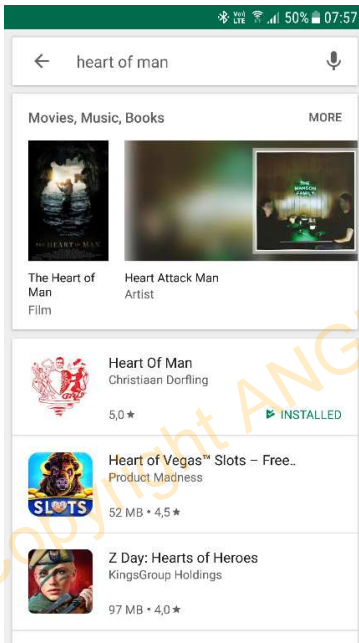 Vo) LTE 50% 07:57
heart of man
Movies, Music, Books MORE
THE HEART OF MAN
THE
MANSON
FAMILY
The Heart of
Man
Film
Heart Attack Man
Artist
Heart Of Man
Christiaan Dorfling
5,0★ INSTALLED
Heart of Vegas™ Slots – Free..
Product Madness
52 MB • 4,5★
SLOTS
Z Day: Hearts of Heroes
KingsGroup Holdings
97 MB • 4,0★
Copyright ANG